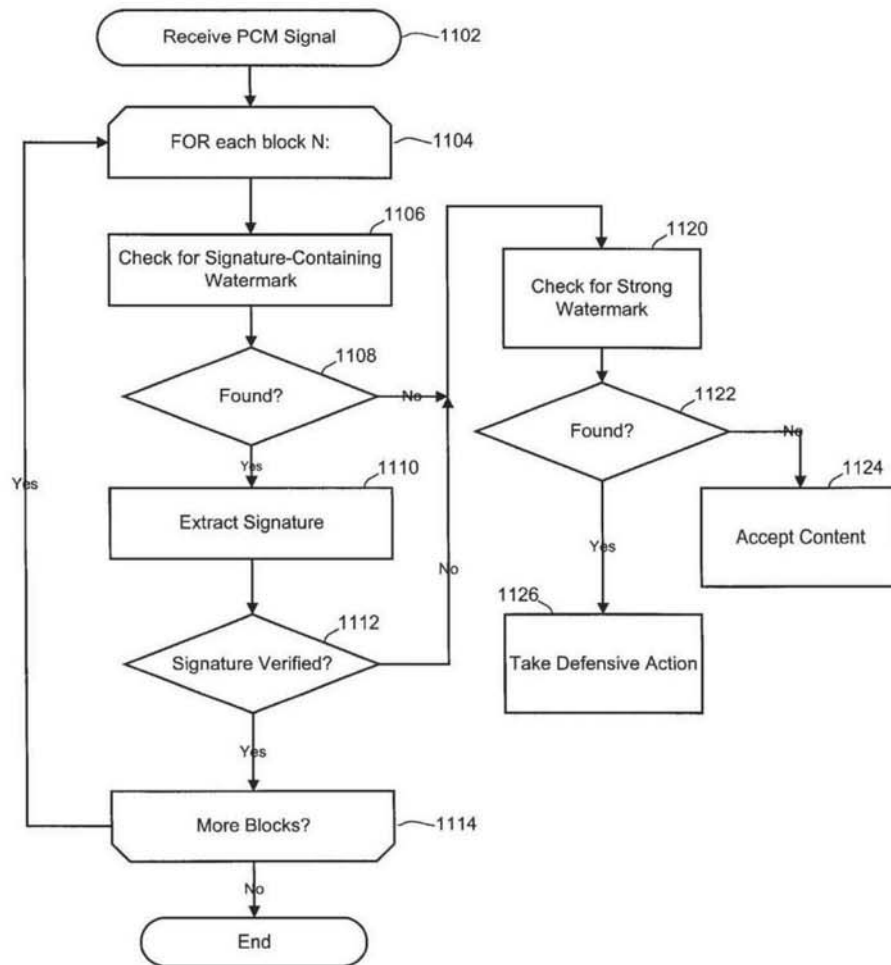 Receive PCM Signal
1102
FOR each block N:
1104
1106
Check for Signature-Containing
Watermark
1108
Found?
No
Yes
1110
Extract Signature
1112
Signature Verified?
No
Yes
More Blocks?
1114
Yes
No
End
1120
Check for Strong
Watermark
1122
Found?
No
1124
Accept Content
Yes
1126
Take Defensive Action